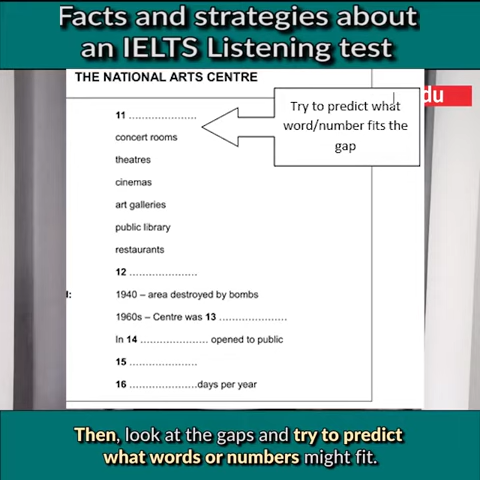 Facts and strategies about
an IELTS Listening test
THE NATIONAL ARTS CENTRE
du
Try to predict what
word/number fits the
gap
11 .....................
concert rooms
theatres
cinemas
art galleries
public library
restaurants
12 .....................
d: 1940 – area destroyed by bombs
1960s – Centre was 13 .....................
In 14 ..................... opened to public
15 .....................
16 .....................days per year
Then, look at the gaps and try to predict
what words or numbers might fit.